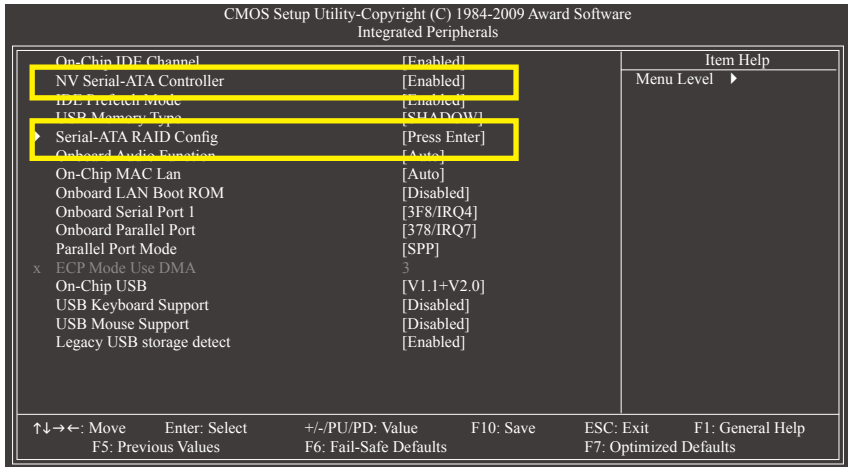 CMOS Setup Utility-Copyright (C) 1984-2009 Award Software
Integrated Peripherals
On-Chip IDE Channel [Enabled]
NV Serial-ATA Controller [Enabled]
IDE Prefetch Mode [Enabled]
USB Memory Type [SHADOW]
Serial-ATA RAID Config [Press Enter]
Onboard Audio Function [Auto]
On-Chip MAC Lan [Auto]
Onboard LAN Boot ROM [Disabled]
Onboard Serial Port 1 [3F8/IRQ4]
Onboard Parallel Port [378/IRQ7]
Parallel Port Mode [SPP]
x ECP Mode Use DMA 3
On-Chip USB [V1.1+V2.0]
USB Keyboard Support [Disabled]
USB Mouse Support [Disabled]
Legacy USB storage detect [Enabled]
Item Help
Menu Level ▶
↑↓→←: Move Enter: Select +/-/PU/PD: Value F10: Save ESC: Exit F1: General Help
F5: Previous Values F6: Fail-Safe Defaults F7: Optimized Defaults